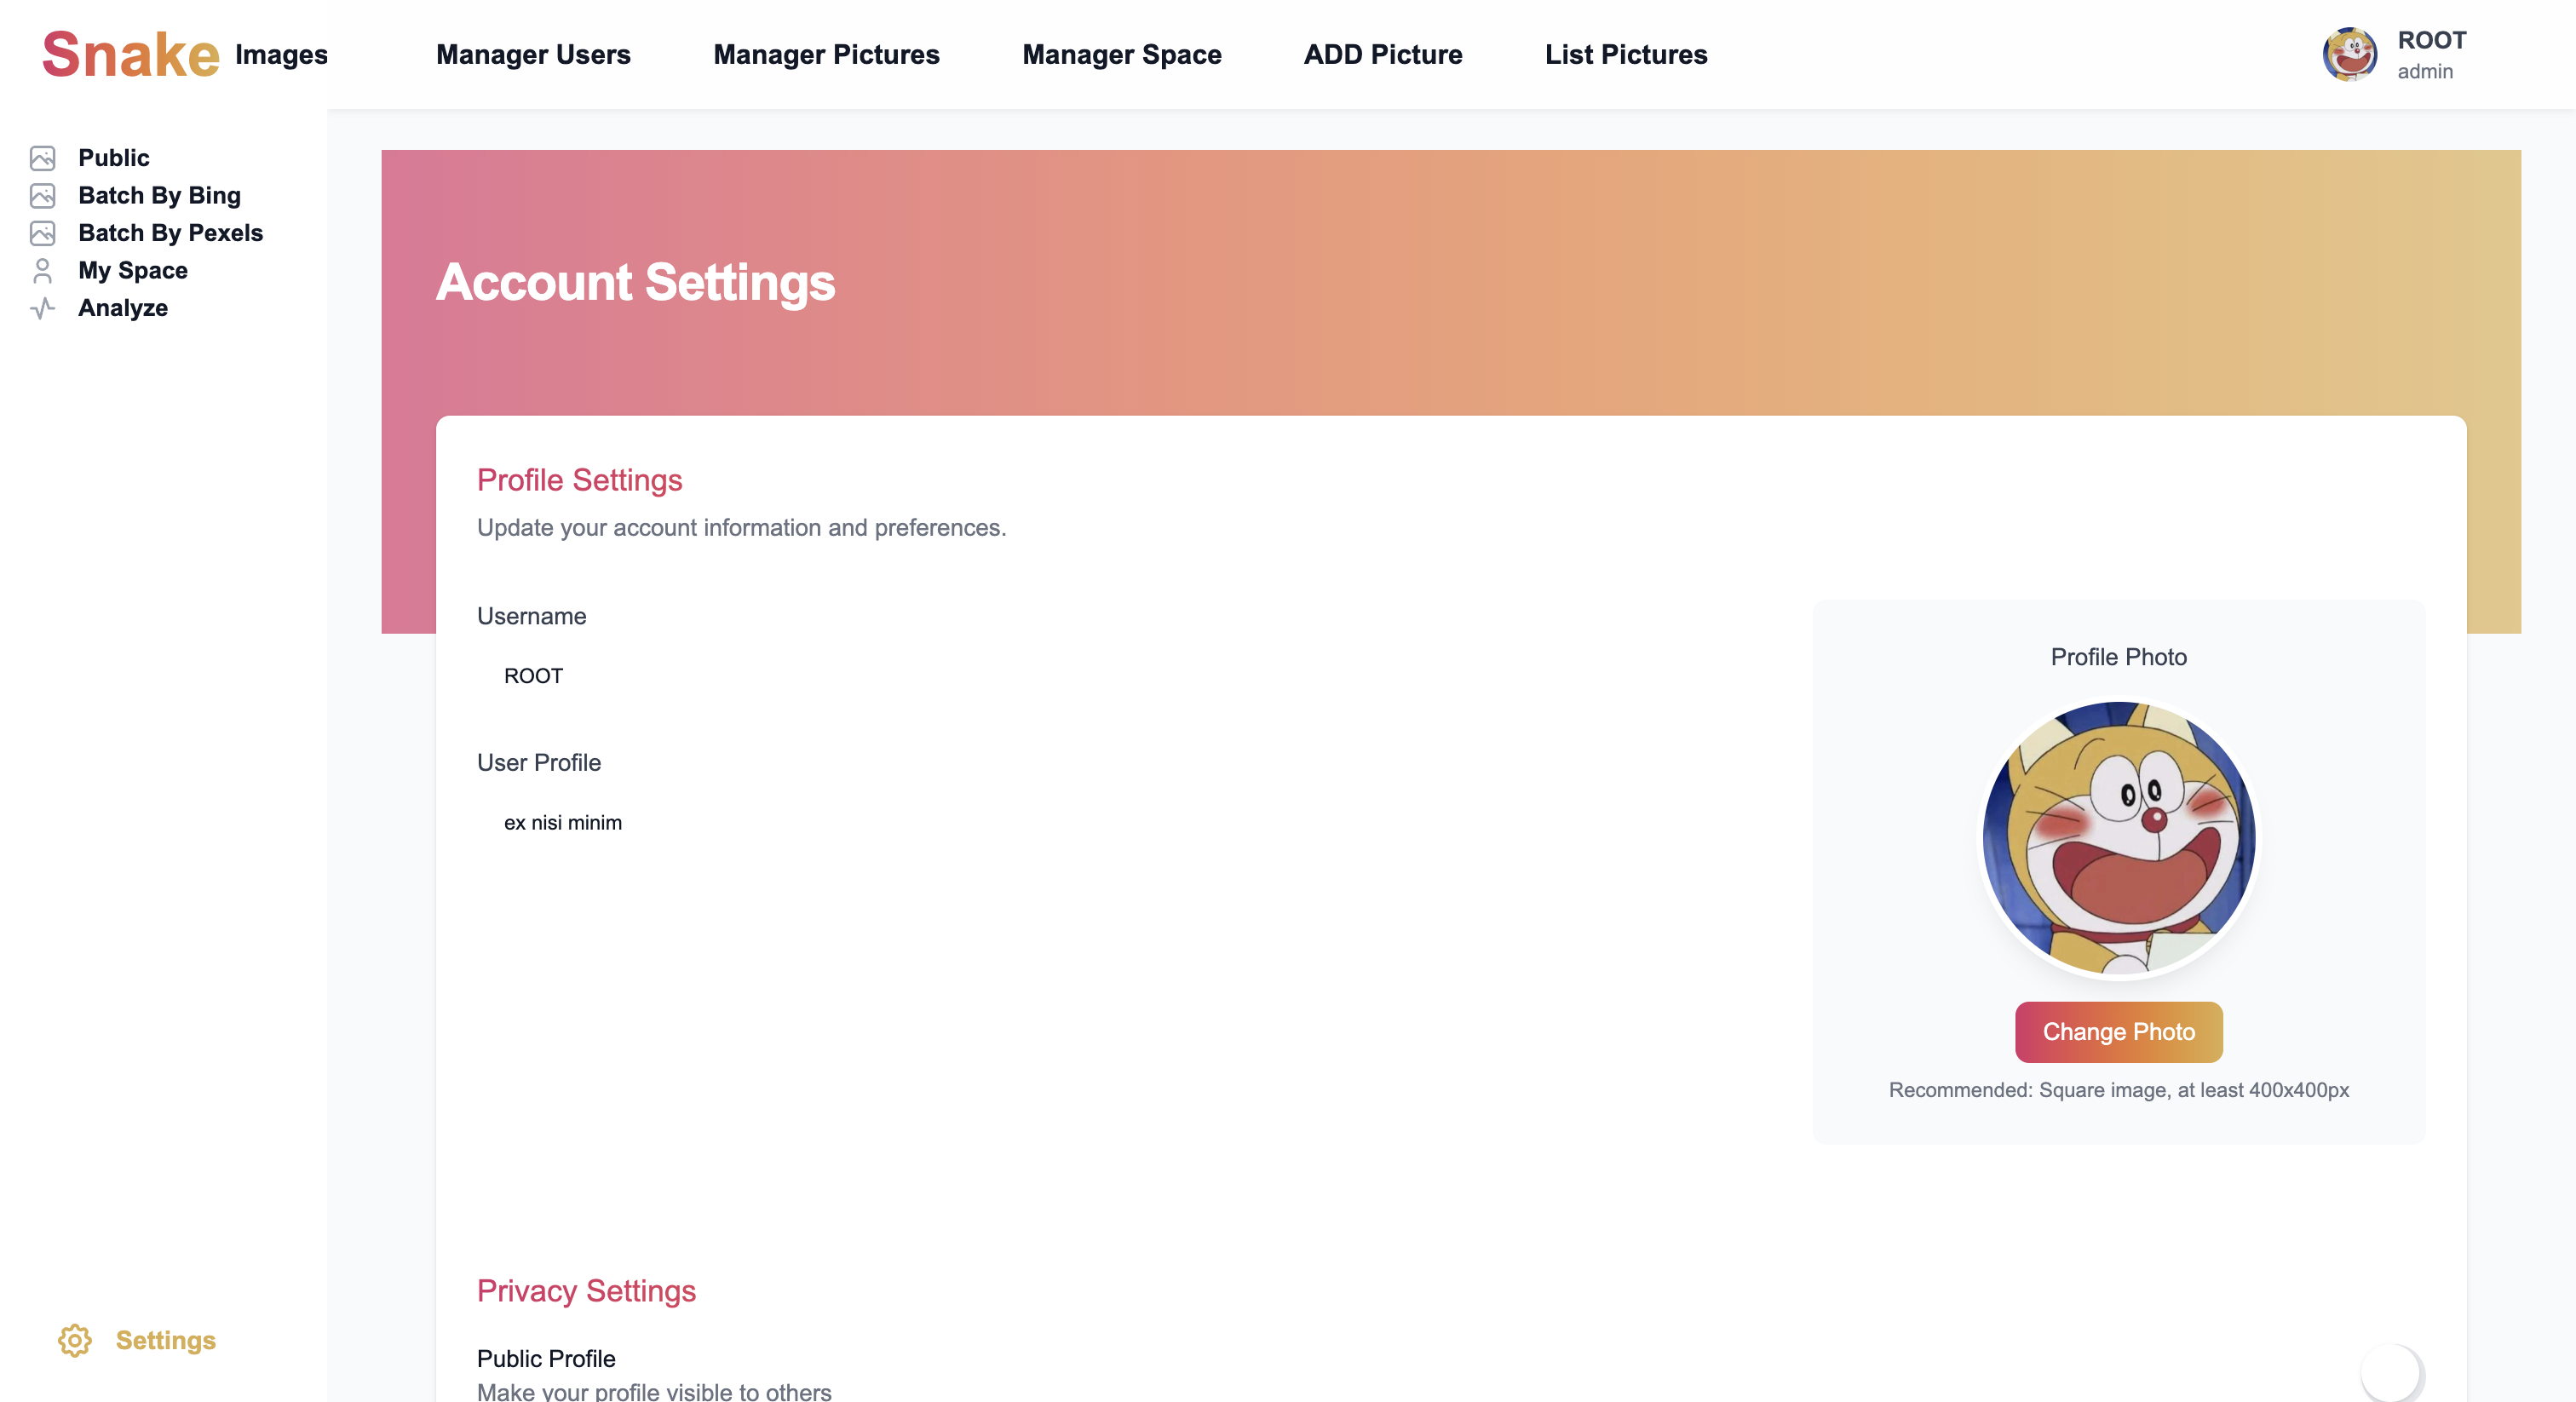 Snake Images
Manager Users
Manager Pictures
Manager Space
ADD Picture
List Pictures
ROOT
admin
Public
Batch By Bing
Batch By Pexels
My Space
Analyze
Settings
Account Settings
Profile Settings
Update your account information and preferences.
Username
ROOT
User Profile
ex nisi minim
Profile Photo
Change Photo
Recommended: Square image, at least 400x400px
Privacy Settings
Public Profile
Make your profile visible to others